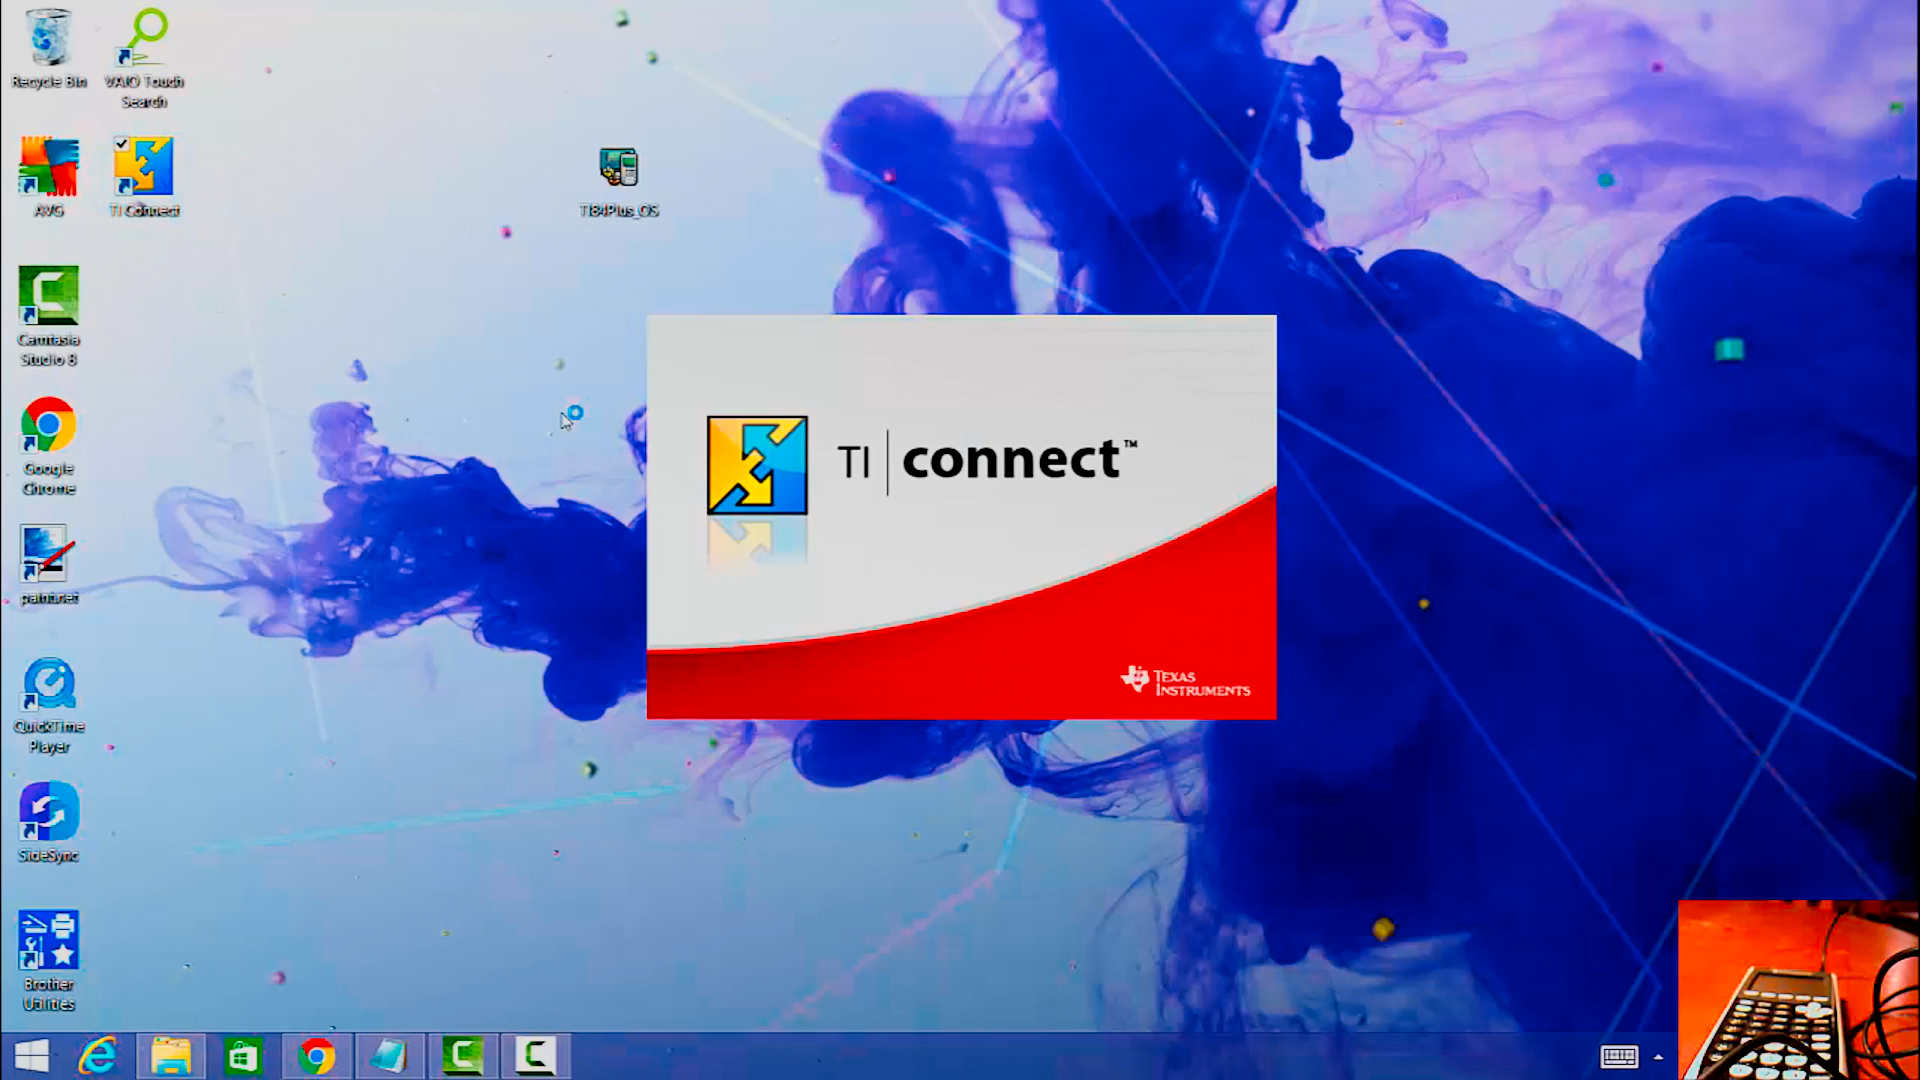 Recycle Bin
VAIO Touch
Search
AVG
TI Connect
TI84Plus_OS
Camtasia
Studio 8
Google
Chrome
paint.net
QuickTime
Player
SideSync
Brother
Utilities
TI connect™
TEXAS
INSTRUMENTS